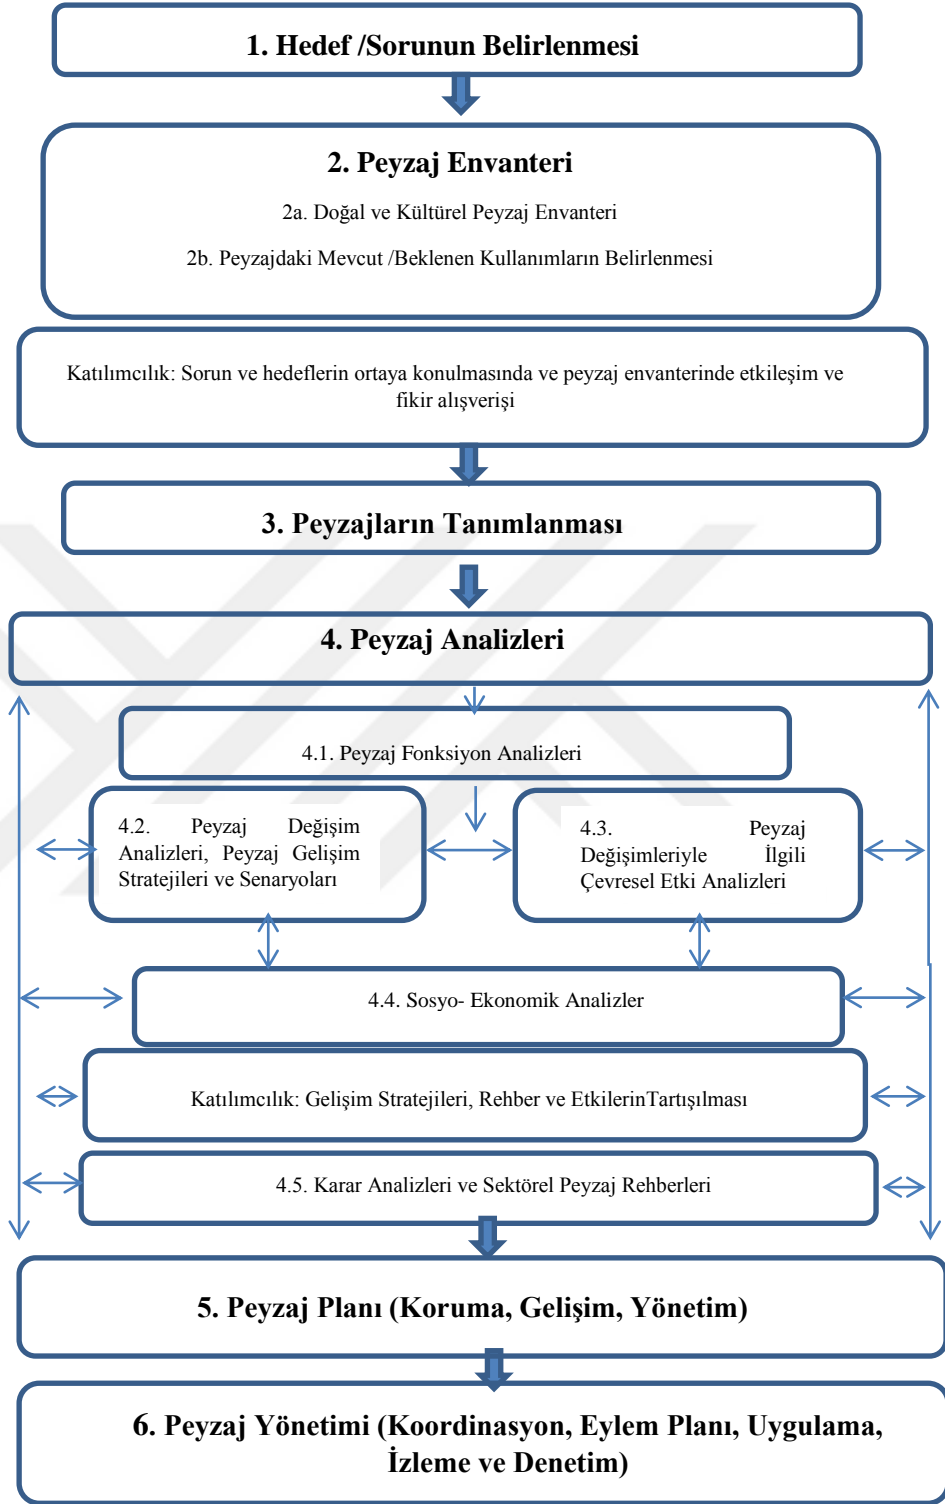 1. Hedef /Sorunun Belirlenmesi
2. Peyzaj Envanteri
2a. Doğal ve Kültürel Peyzaj Envanteri
2b. Peyzajdaki Mevcut /Beklenen Kullanımların Belirlenmesi
Katılımcılık: Sorun ve hedeflerin ortaya konulmasında ve peyzaj envanterinde etkileşim ve
fikir alışverişi
3. Peyzajların Tanımlanması
4. Peyzaj Analizleri
4.1. Peyzaj Fonksiyon Analizleri
4.2. Peyzaj Değişim
Analizleri, Peyzaj Gelişim
Stratejileri ve Senaryoları
4.3. Peyzaj
Değişimleriyle İlgili
Çevresel Etki Analizleri
4.4. Sosyo- Ekonomik Analizler
Katılımcılık: Gelişim Stratejileri, Rehber ve EtkilerinTartışılması
4.5. Karar Analizleri ve Sektörel Peyzaj Rehberleri
5. Peyzaj Planı (Koruma, Gelişim, Yönetim)
6. Peyzaj Yönetimi (Koordinasyon, Eylem Planı, Uygulama,
İzleme ve Denetim)